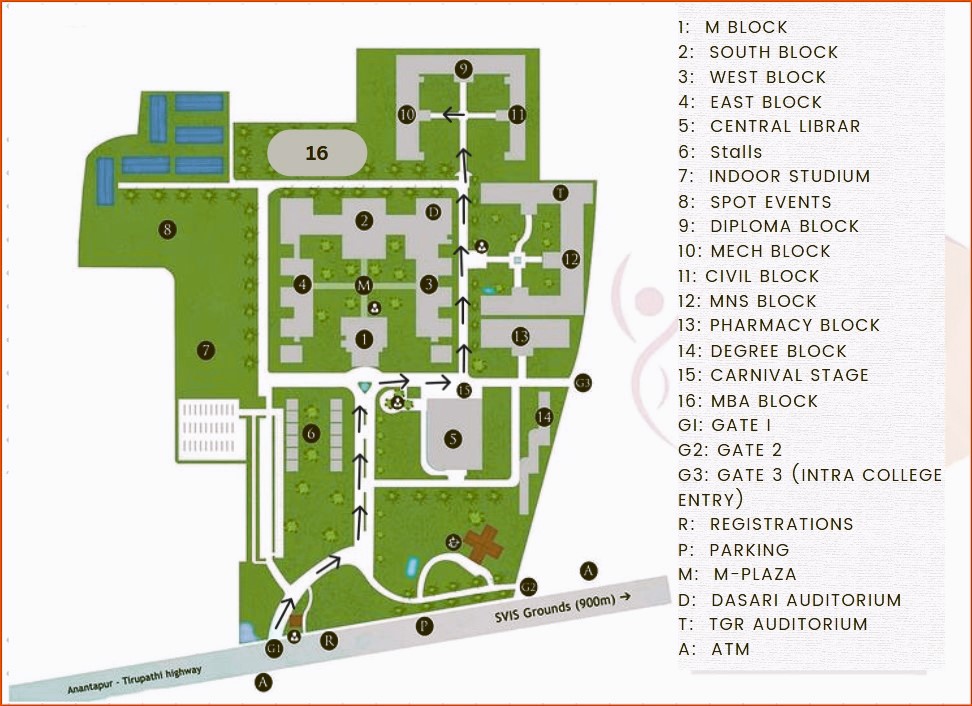 9
10
11
16
T
2
D
8
12
4
M
3
13
1
7
G3
15
14
6
5
A
G2
SVIS Grounds (900m) →
P
R
G1
Anantapur - Tirupathi highway
A
1: M BLOCK
2: SOUTH BLOCK
3: WEST BLOCK
4: EAST BLOCK
5: CENTRAL LIBRAR
6: Stalls
7: INDOOR STUDIUM
8: SPOT EVENTS
9: DIPLOMA BLOCK
10: MECH BLOCK
11: CIVIL BLOCK
12: MNS BLOCK
13: PHARMACY BLOCK
14: DEGREE BLOCK
15: CARNIVAL STAGE
16: MBA BLOCK
G1: GATE 1
G2: GATE 2
G3: GATE 3 (INTRA COLLEGE
ENTRY)
R: REGISTRATIONS
P: PARKING
M: M-PLAZA
D: DASARI AUDITORIUM
T: TGR AUDITORIUM
A: ATM